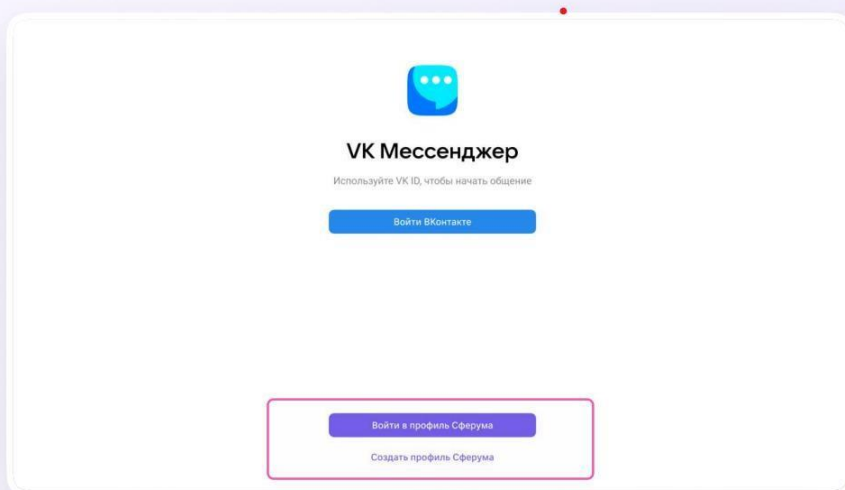 VK Мессенджер
Используйте VK ID, чтобы начать общение
Войти ВКонтакте
Войти в профиль Сферума
Создать профиль Сферума